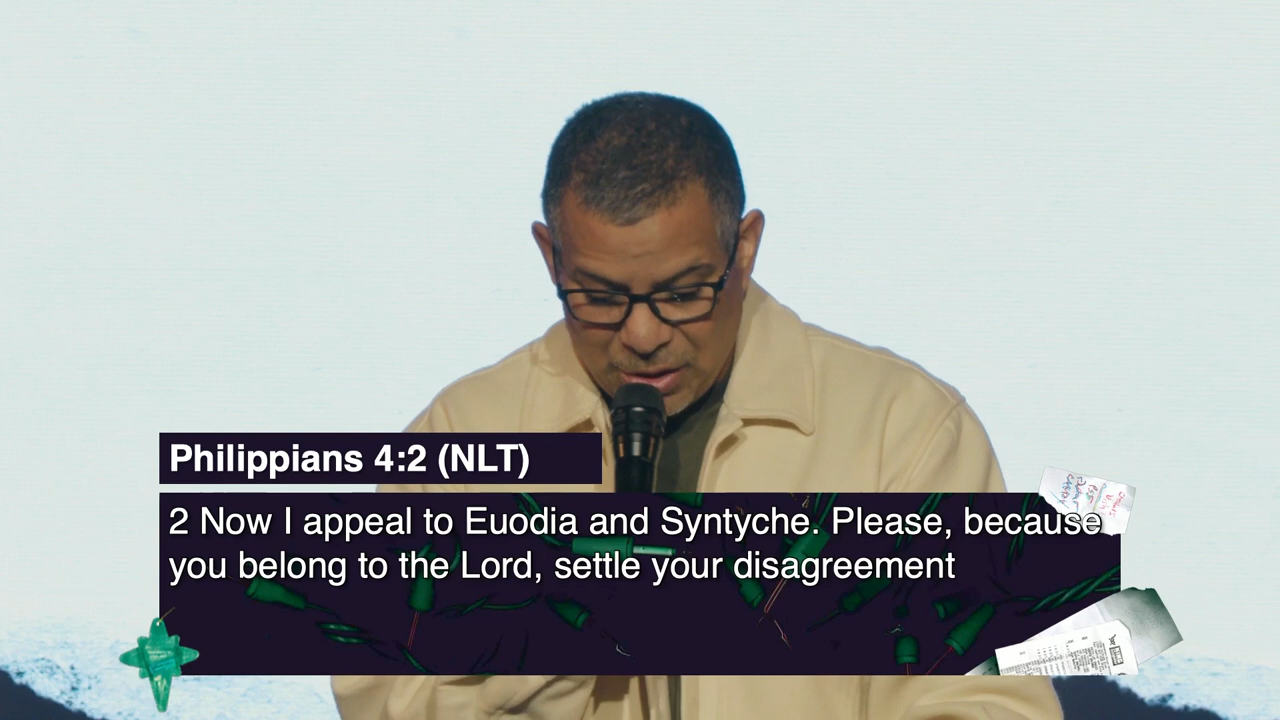 Philippians 4:2 (NLT)
2 Now I appeal to Euodia and Syntyche. Please, because
you belong to the Lord, settle your disagreement